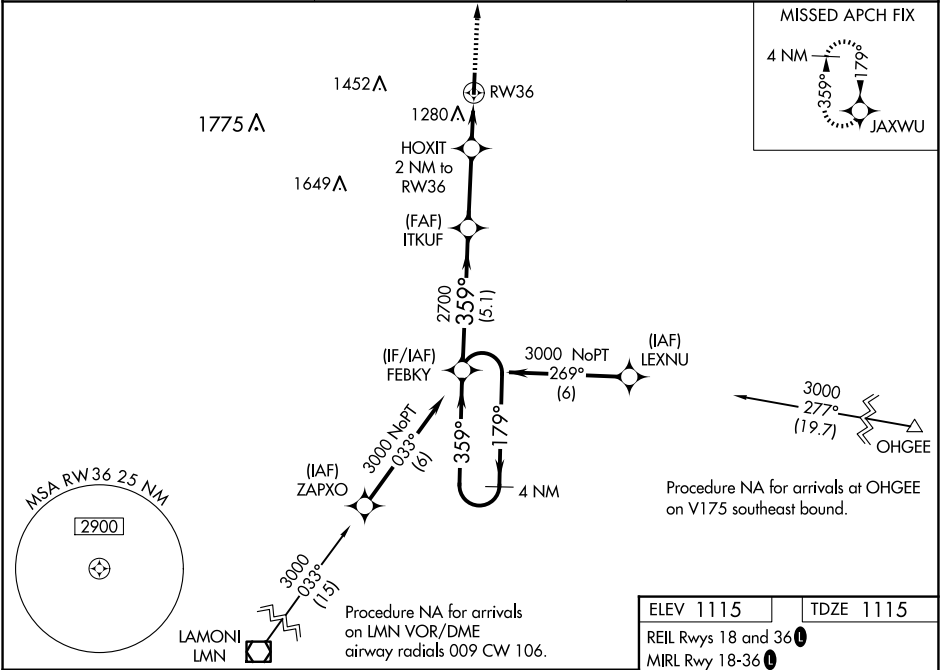 MISSED APCH FIX
4 NM
359°
179°
JAXWU
1452
RW36
1280
1775
HOXIT
2 NM to
RW36
1649
(FAF)
ITKUF
2700
359°
(5.1)
(IF/IAF)
FEBKY
3000 NoPT
269°
(6)
(IAF)
LEXNU
3000
277°
(19.7)
OHGEE
359°
179°
4 NM
3000 NoPT
033°
(6)
(IAF)
ZAPXO
Procedure NA for arrivals at OHGEE
on V175 southeast bound.
MSA RW36 25 NM
2900
3000
033°
(15)
LAMONI
LMN
Procedure NA for arrivals
on LMN VOR/DME
airway radials 009 CW 106.
ELEV 1115
TDZE 1115
REIL Rwys 18 and 36 L
MIRL Rwy 18-36 L